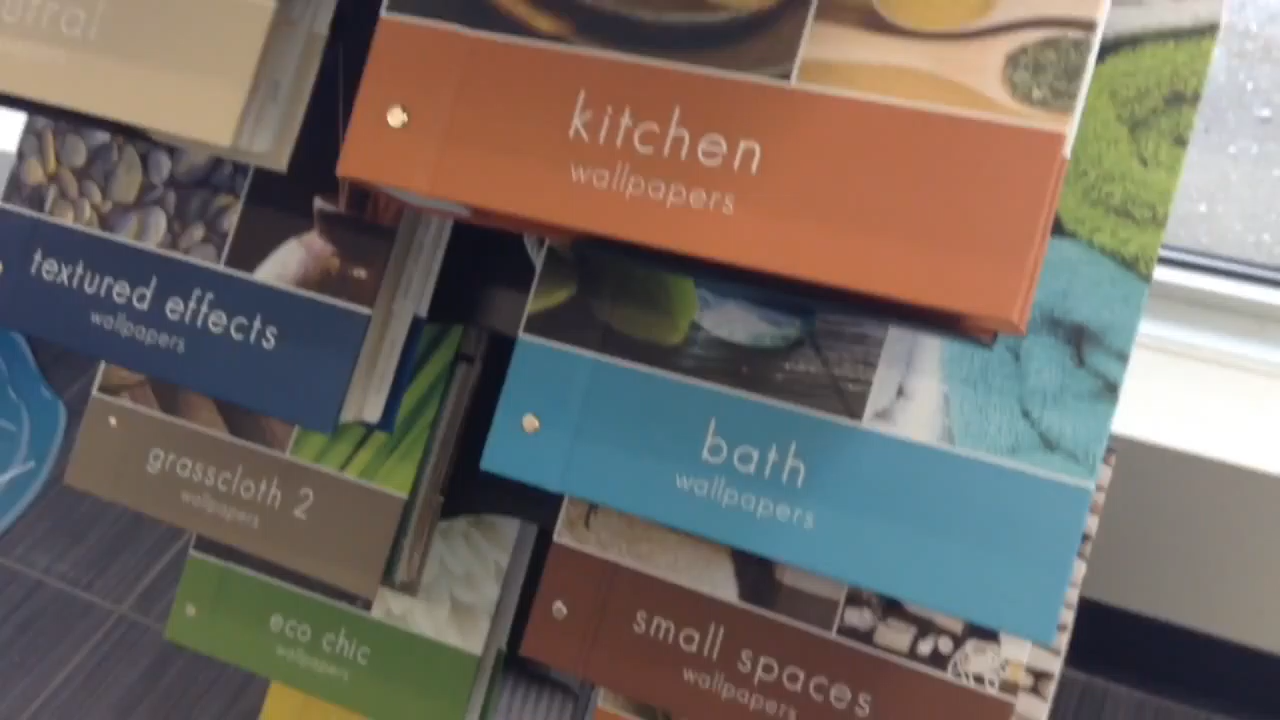 kitchen
wallpapers
textured effects
wallpapers
bath
wallpapers
grasscloth 2
wallpapers
eco chic
wallpapers
small spaces
wallpapers